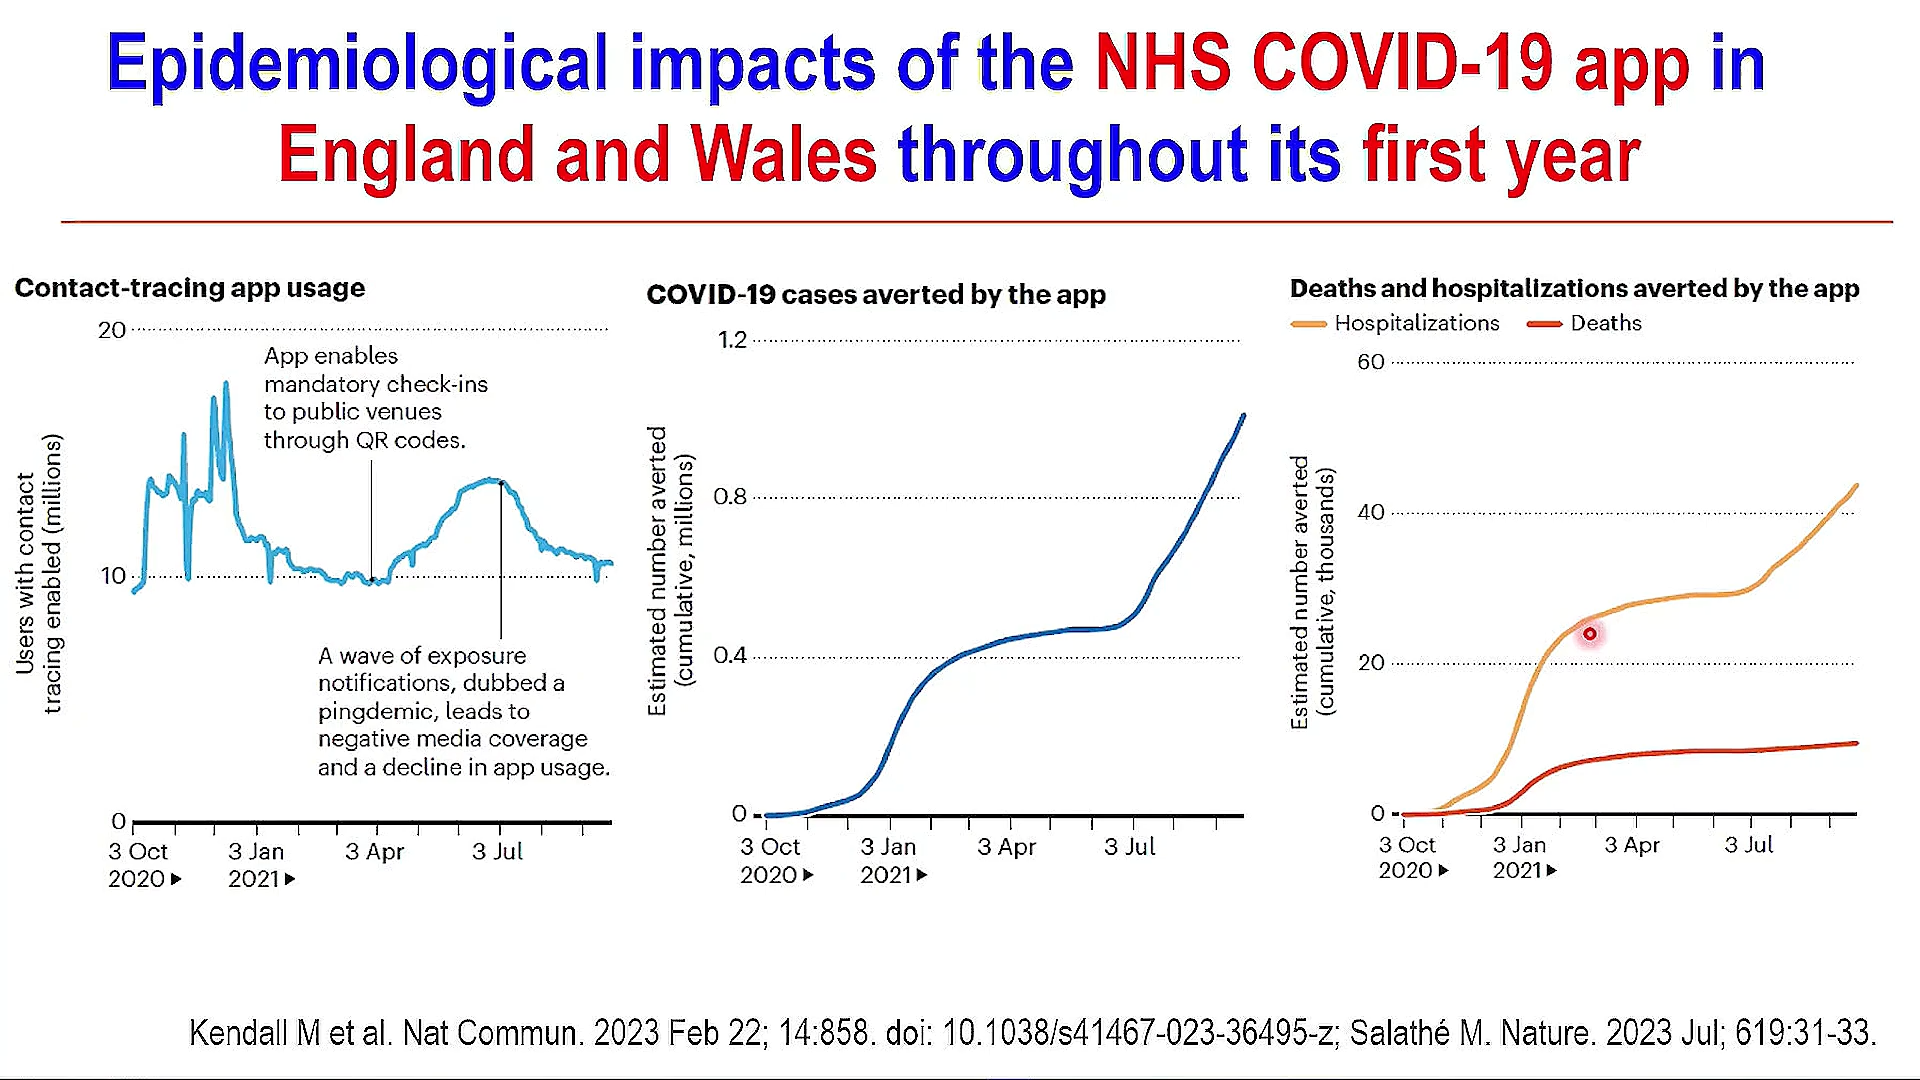 Epidemiological impacts of the NHS COVID-19 app in
England and Wales throughout its first year
Contact-tracing app usage
Users with contact
tracing enabled (millions)
20
10
0
App enables
mandatory check-ins
to public venues
through QR codes.
A wave of exposure
notifications, dubbed a
pingdemic, leads to
negative media coverage
and a decline in app usage.
3 Oct 3 Jan 3 Apr 3 Jul
2020▶ 2021▶
COVID-19 cases averted by the app
Estimated number averted
(cumulative, millions)
1.2
0.8
0.4
0
3 Oct 3 Jan 3 Apr 3 Jul
2020▶ 2021▶
Deaths and hospitalizations averted by the app
Hospitalizations Deaths
Estimated number averted
(cumulative, thousands)
60
40
20
0
3 Oct 3 Jan 3 Apr 3 Jul
2020▶ 2021▶
Kendall M et al. Nat Commun. 2023 Feb 22; 14:858. doi: 10.1038/s41467-023-36495-z; Salathé M. Nature. 2023 Jul; 619:31-33.